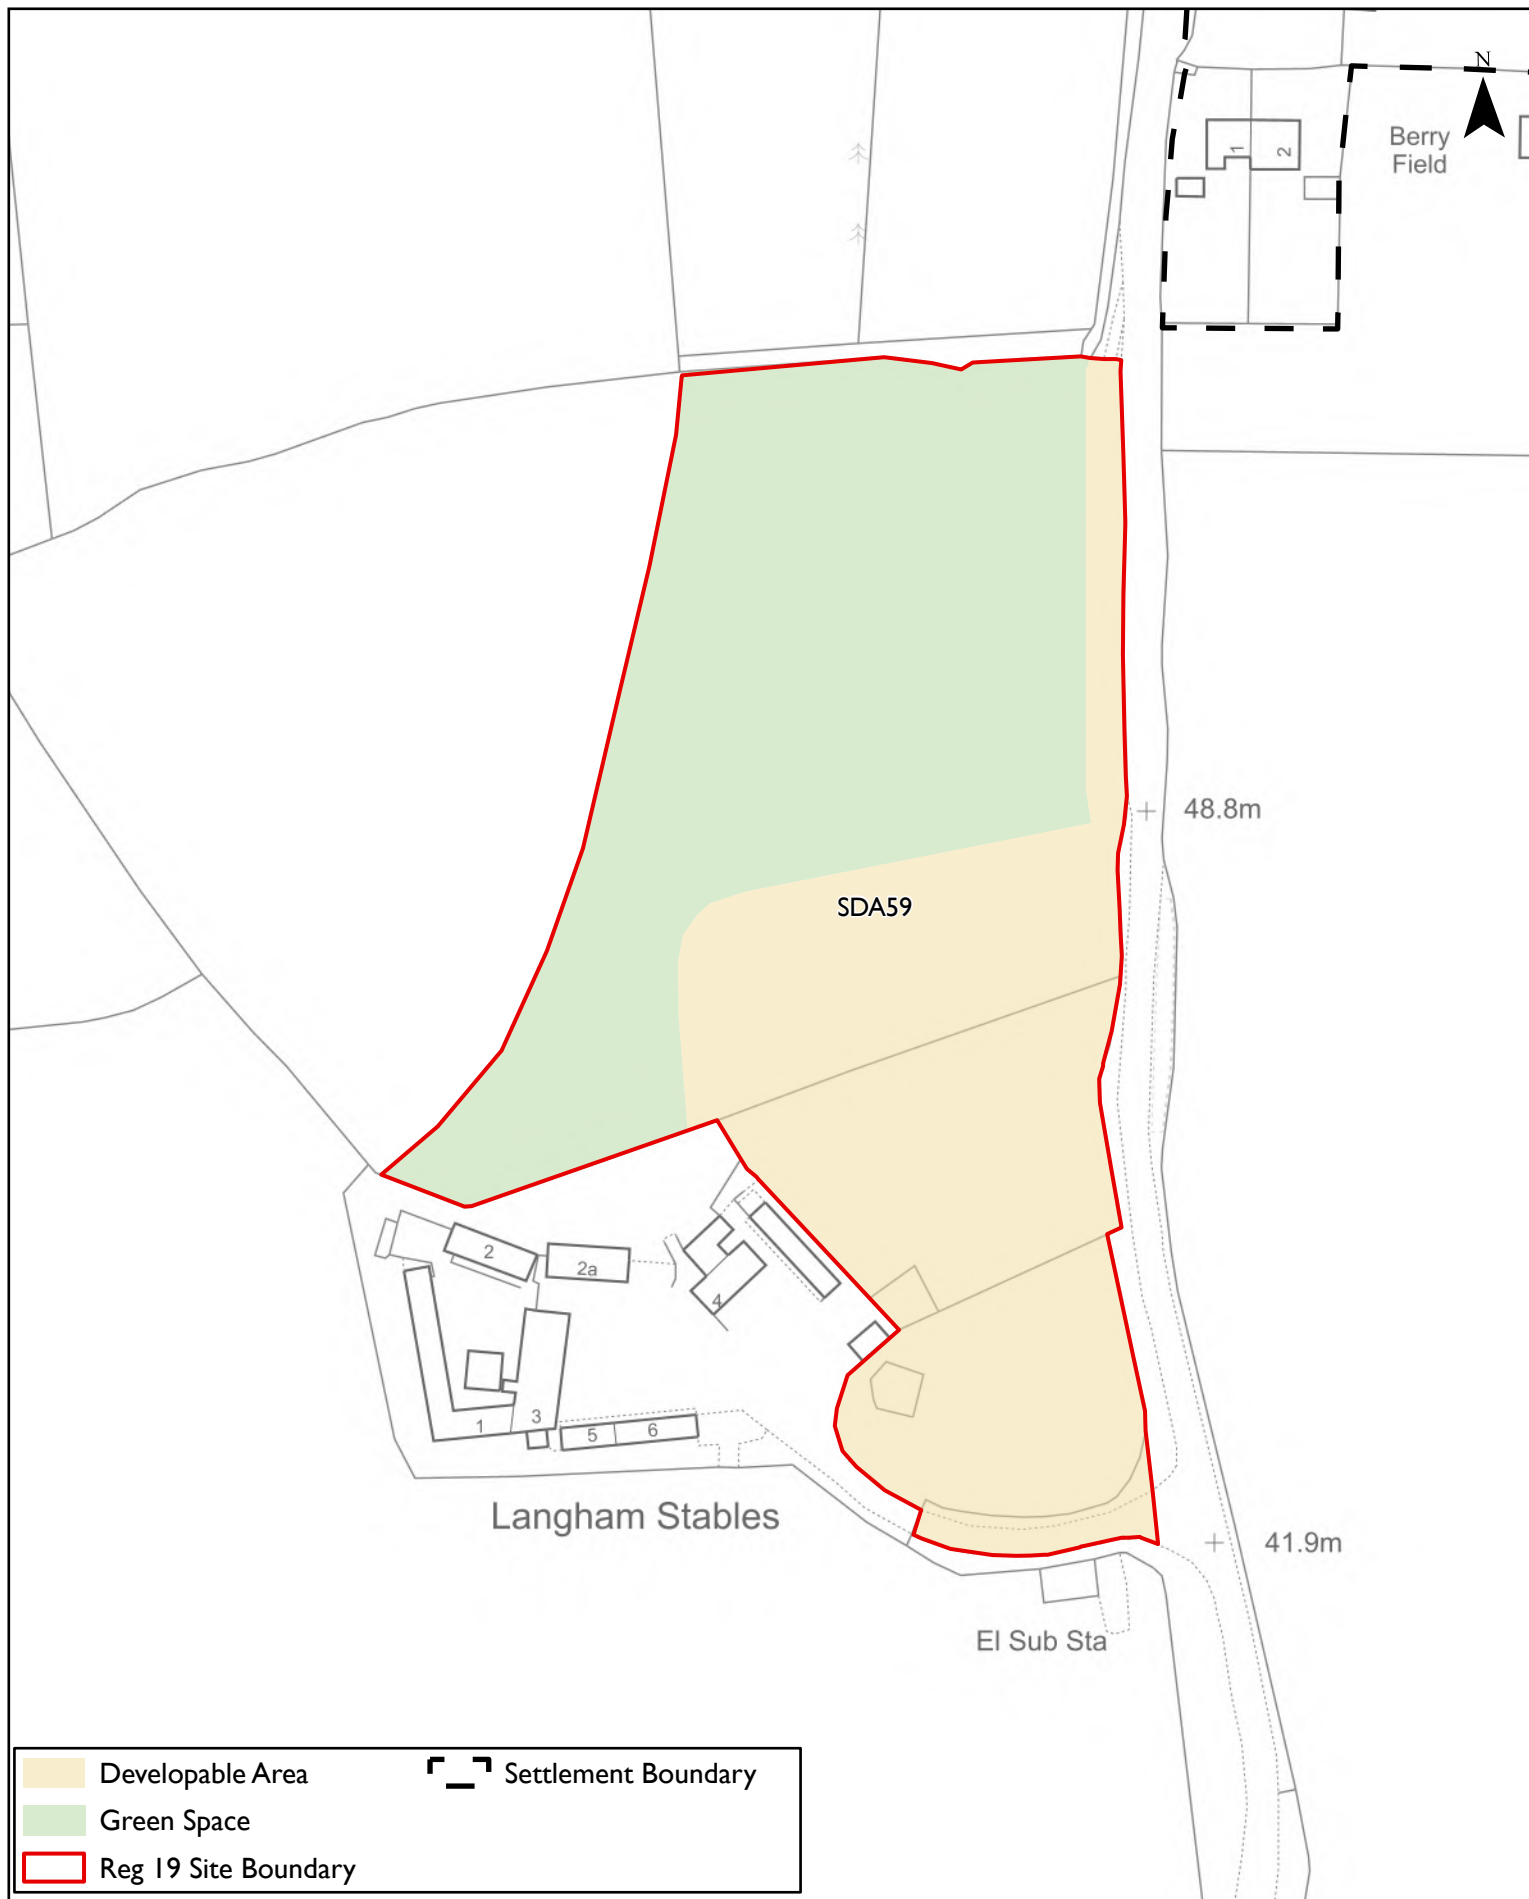 N
Berry
Field
1
2
48.8m
SDA59
2
2a
4
1
3
5
6
Langham Stables
41.9m
El Sub Sta
Developable Area
Settlement Boundary
Green Space
Reg 19 Site Boundary